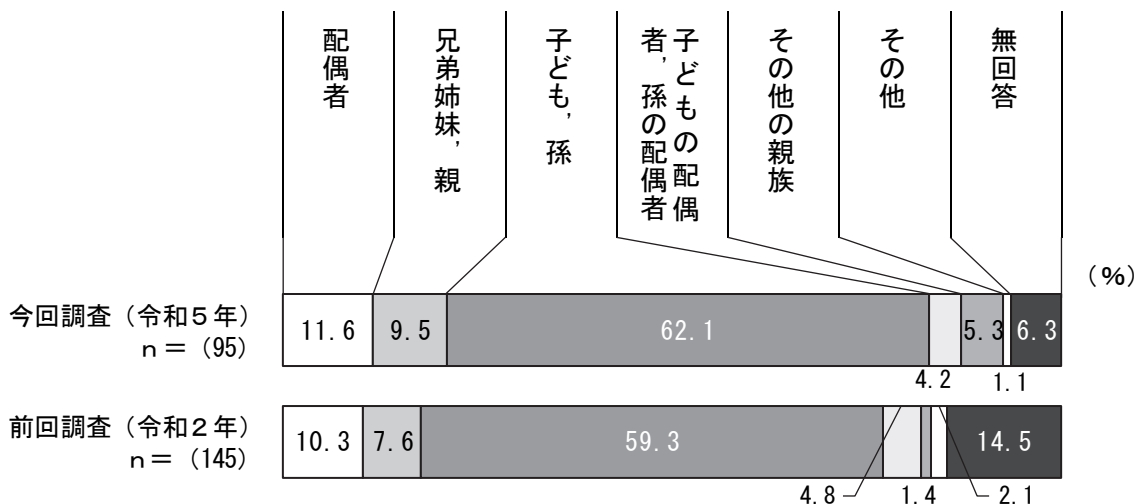 配偶者
兄弟姉妹，親
子ども，孫
子どもの配偶
者，孫の配偶者
その他の親族
その他
無回答
（％）
今回調査（令和５年）
ｎ＝（95）
11.6
9.5
62.1
4.2
5.3
1.1
6.3
前回調査（令和２年）
ｎ＝（145）
10.3
7.6
59.3
4.8
1.4
2.1
14.5